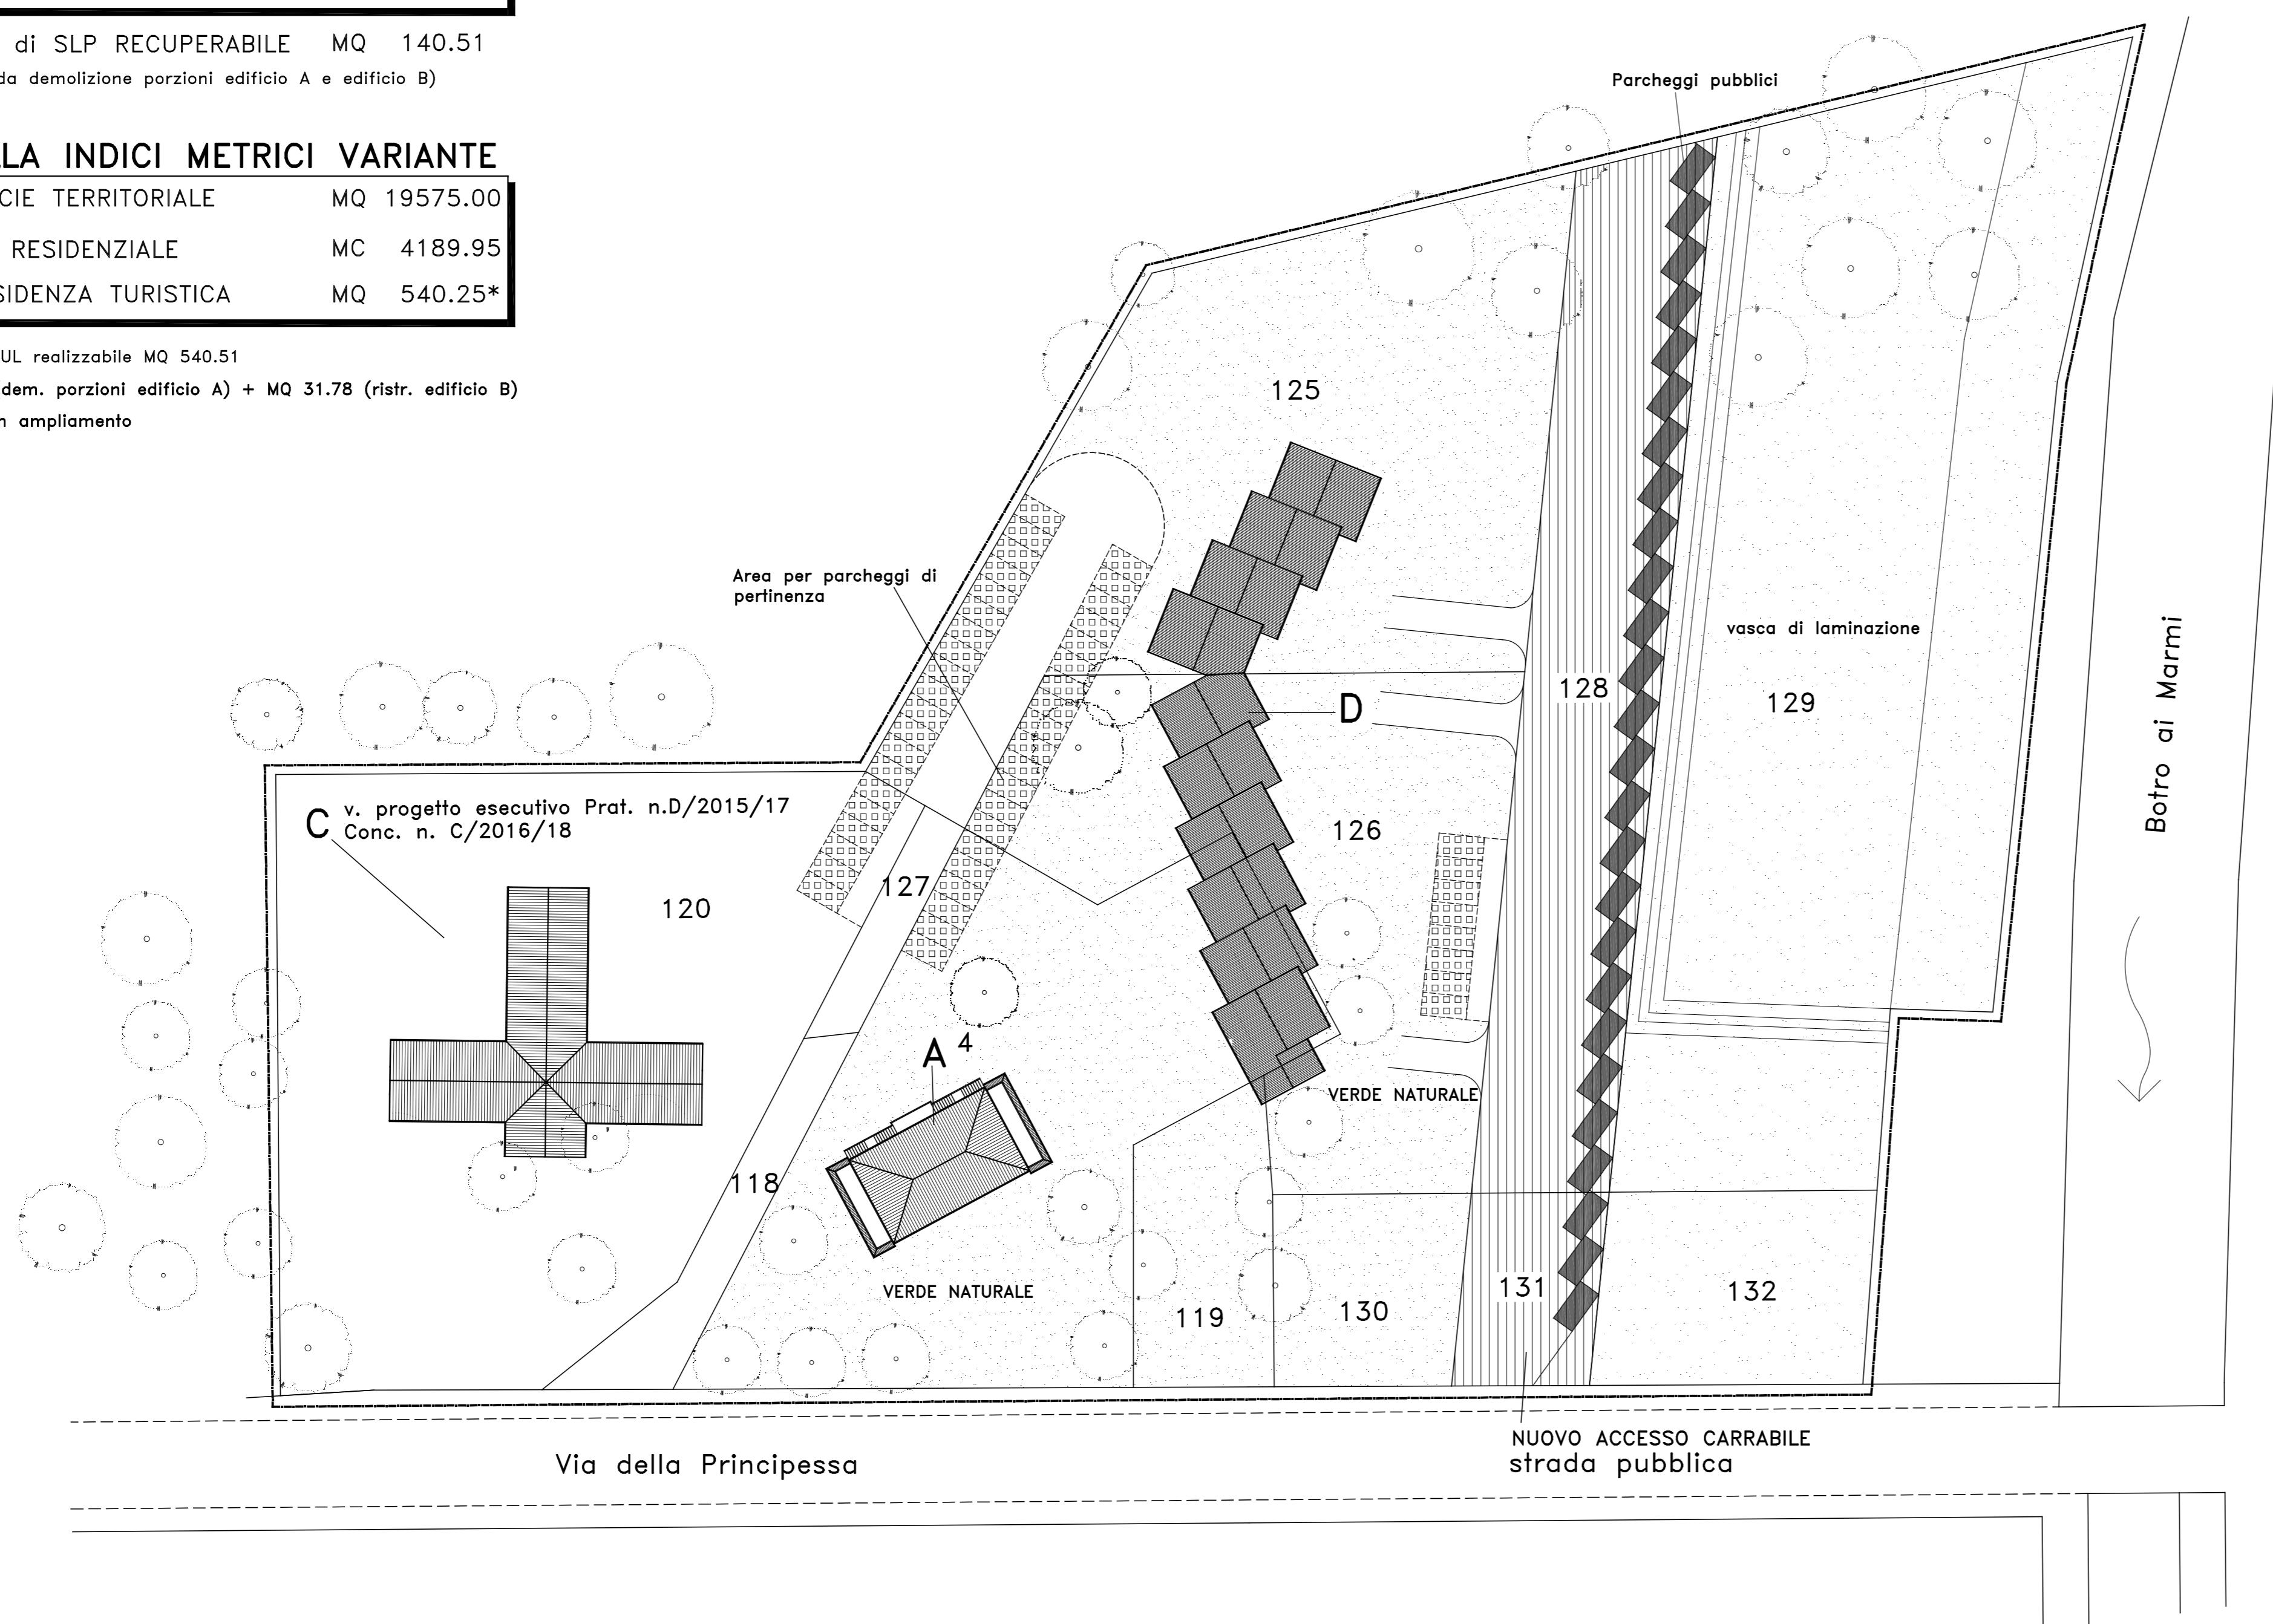 di SLP RECUPERABILE MQ 140.51
da demolizione porzioni edificio A e edificio B)
INDICI METRICI VARIANTE
TERRITORIALE MQ 19575.00
RESIDENZIALE MC 4189.95
TURISTICA MQ 540.25*
realizzabile MQ 540.51
dem. porzioni edificio A) + MQ 31.78 (ristr. edificio B)
ampliamento
Parcheggi pubblici
125
Area per parcheggi di
pertinenza
vasca di laminazione
128
129
D
Botro ai Marmi
C
v. progetto esecutivo Prat. n.D/2015/17
Conc. n. C/2016/18
126
127
120
A
4
VERDE NATURALE
118
VERDE NATURALE
119
130
131
132
NUOVO ACCESSO CARRABILE
strada pubblica
Via della Principessa